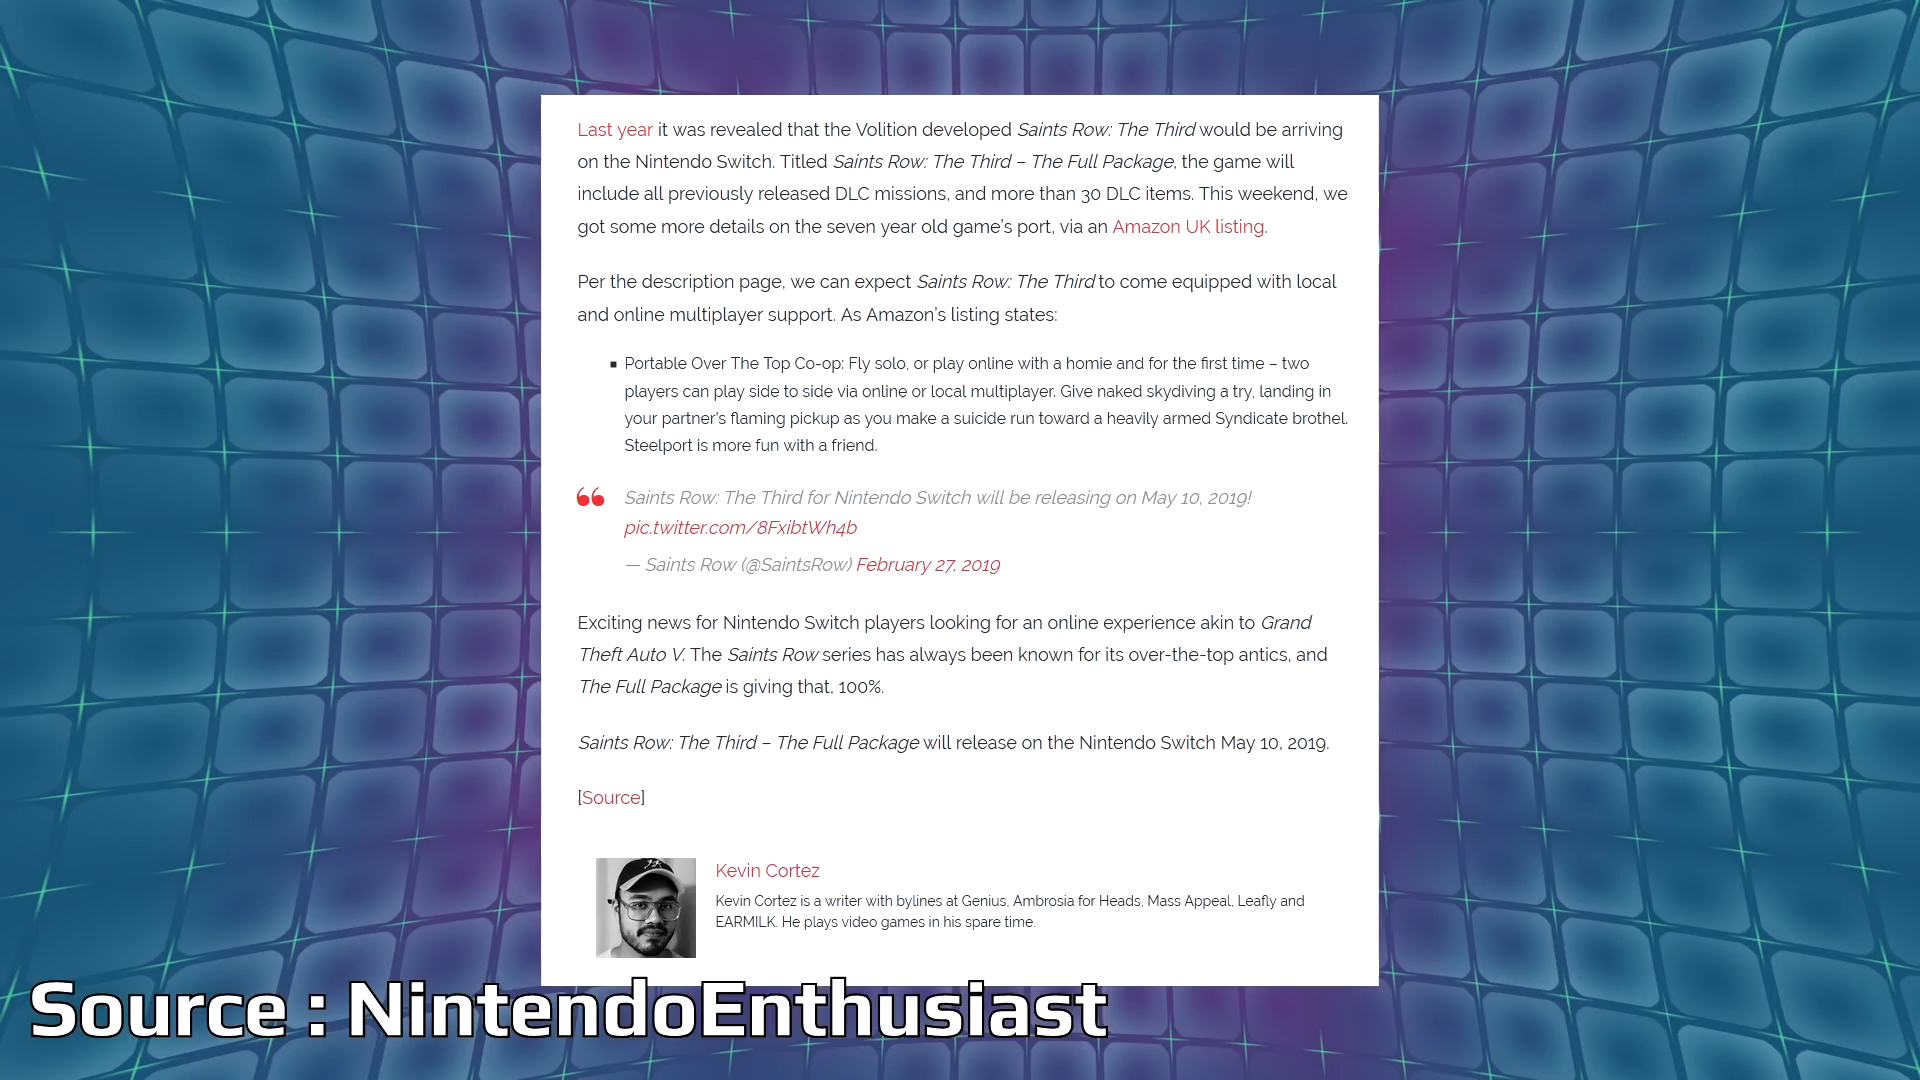 Last year it was revealed that the Volition developed Saints Row: The Third would be arriving
on the Nintendo Switch. Titled Saints Row: The Third – The Full Package, the game will
include all previously released DLC missions, and more than 30 DLC items. This weekend, we
got some more details on the seven year old game's port, via an Amazon UK listing.
Per the description page, we can expect Saints Row: The Third to come equipped with local
and online multiplayer support. As Amazon's listing states:
▪ Portable Over The Top Co-op: Fly solo, or play online with a homie and for the first time – two
players can play side to side via online or local multiplayer. Give naked skydiving a try, landing in
your partner's flaming pickup as you make a suicide run toward a heavily armed Syndicate brothel.
Steelport is more fun with a friend.
❝ Saints Row: The Third for Nintendo Switch will be releasing on May 10, 2019!
pic.twitter.com/8FxibtWh4b
— Saints Row (@SaintsRow) February 27, 2019
Exciting news for Nintendo Switch players looking for an online experience akin to Grand
Theft Auto V. The Saints Row series has always been known for its over-the-top antics, and
The Full Package is giving that, 100%.
Saints Row: The Third – The Full Package will release on the Nintendo Switch May 10, 2019.
[Source]
Kevin Cortez
Kevin Cortez is a writer with bylines at Genius, Ambrosia for Heads, Mass Appeal, Leafly and
EARMILK. He plays video games in his spare time.
Source : NintendoEnthusiast